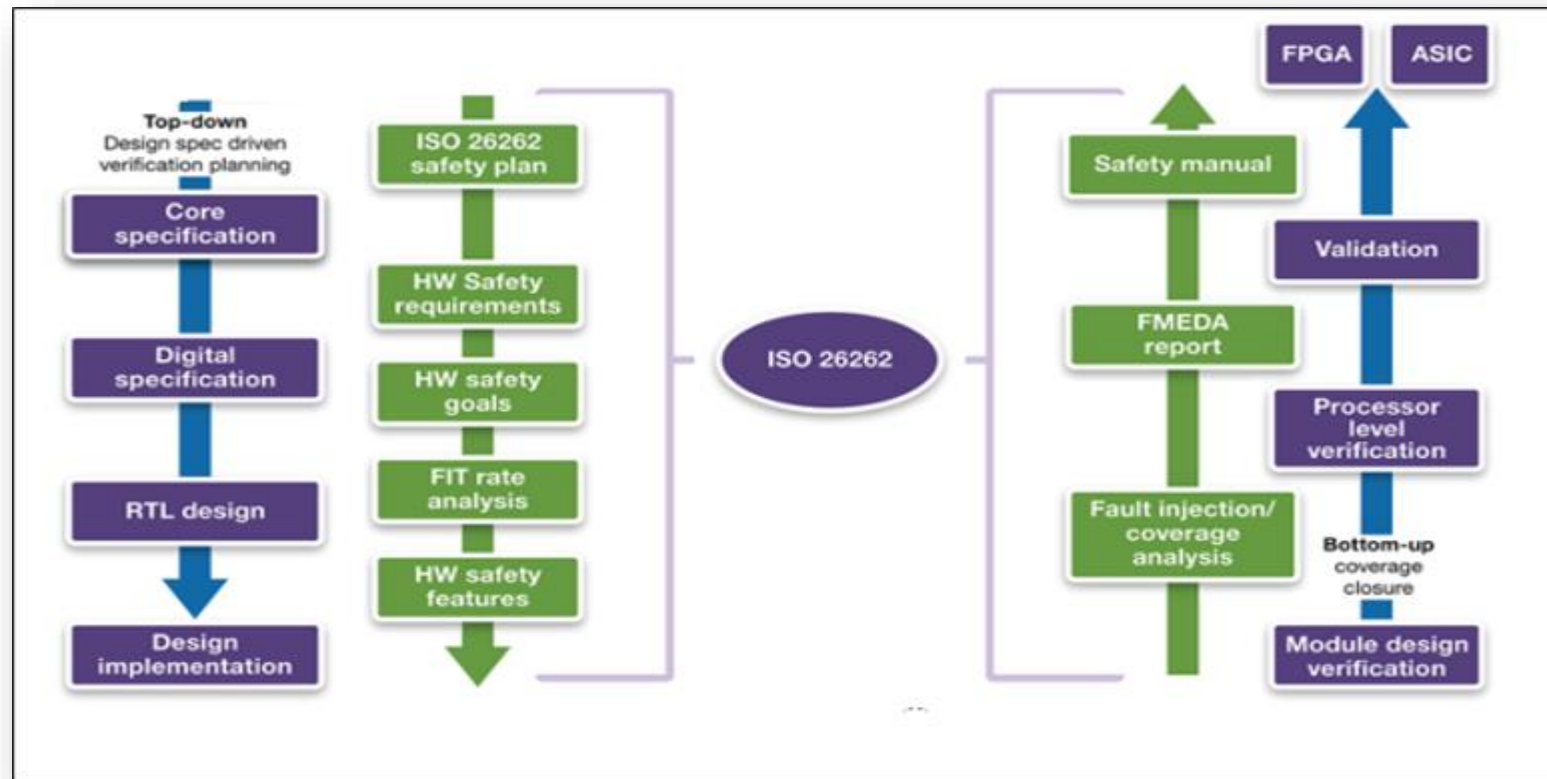 Top-down
Design spec driven
verification planning
Core
specification
Digital
specification
RTL design
Design
implementation
ISO 26262
safety plan
HW Safety
requirements
HW safety
goals
FIT rate
analysis
HW safety
features
ISO 26262
Safety manual
FMEDA
report
Fault injection/
coverage
analysis
FPGA
ASIC
Validation
Processor
level
verification
Bottom-up
coverage
closure
Module design
verification